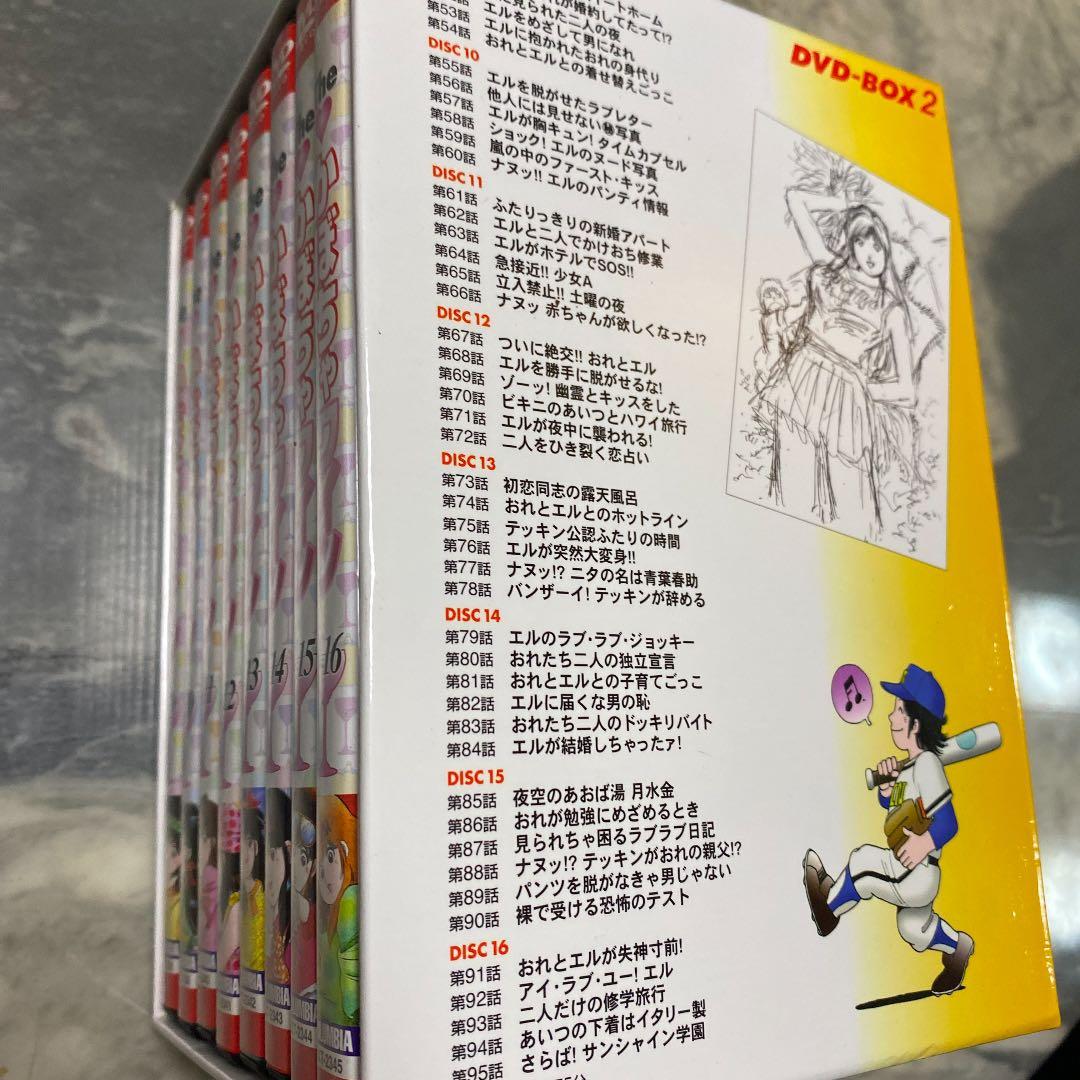 DVD-BOX 2
ートホーム
が婚約してたって!?
見られた二人の夜
第53話 エルをめざして男になれ
第54話 エルに抱かれたおれの身代り
おれとエルとの着せ替えごっこ
DISC 10
第55話 エルを脱がせたラブレター
第56話 他人には見せない㊙写真
第57話 エルが胸キュン! タイムカプセル
第58話 ショック! エルのヌード写真
第59話 嵐の中のファースト・キッス
第60話 ナヌッ!! エルのパンティ情報
DISC 11
第61話 ふたりっきりの新婚アパート
第62話 エルと二人でかけおち修業
第63話 エルがホテルでSOS!!
第64話 急接近!! 少女A
第65話 立入禁止!! 土曜の夜
第66話 ナヌッ 赤ちゃんが欲しくなった!?
DISC 12
第67話 ついに絶交!! おれとエル
第68話 エルを勝手に脱がせるな!
第69話 ゾーッ! 幽霊とキッスをした
第70話 ビキニのあいつとハワイ旅行
第71話 エルが夜中に襲われる!
第72話 二人をひき裂く恋占い
DISC 13
第73話 初恋同志の露天風呂
第74話 おれとエルとのホットライン
第75話 テッキン公認ふたりの時間
第76話 エルが突然大変身!!
第77話 ナヌッ!? ニタの名は青葉春助
第78話 バンザーイ! テッキンが辞める
DISC 14
第79話 エルのラブ・ラブ・ジョッキー
第80話 おれたち二人の独立宣言
第81話 おれとエルとの子育てごっこ
第82話 エルに届くな男の恥
第83話 おれたち二人のドッキリバイト
第84話 エルが結婚しちゃったァ!
DISC 15
第85話 夜空のあおば湯 月水金
第86話 おれが勉強にめざめるとき
第87話 見られちゃ困るラブラブ日記
第88話 ナヌッ!? テッキンがおれの親父!?
第89話 パンツを脱がなきゃ男じゃない
第90話 裸で受ける恐怖のテスト
DISC 16
第91話 おれとエルが失神寸前!
第92話 アイ・ラブ・ユー! エル
第93話 二人だけの修学旅行
第94話 あいつの下着はイタリー製
第95話 さらば! サンシャイン学園
13
14
15
16